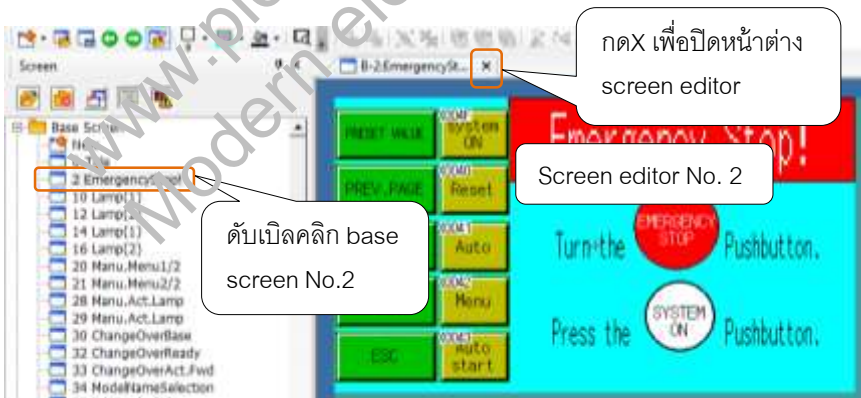 กดX เพื่อปิดหน้าต่าง
screen editor
Screen
B-2:EmergencySt...
Base Screen
2 EmergencyStop!
10 Lamp(1)
14 Lamp(1)
16 Lamp(2)
20 Manu.Menu1/2
21 Manu.Menu2/2
28 Manu.Act.Lamp
29 Manu.Act.Lamp
30 ChangeOverBase
32 ChangeOverReady
33 ChangeOverAct.Fwd
34 ModelNameSelection
ดับเบิลคลิก base
screen No.2
PRESET VALUE
system
ON
PREV.PAGE
Reset
Auto
Menu
ESC
Auto
start
Emergency Stop!
Screen editor No. 2
Turn the
EMERGENCY
STOP
Pushbutton.
Press the
SYSTEM
ON
Pushbutton.